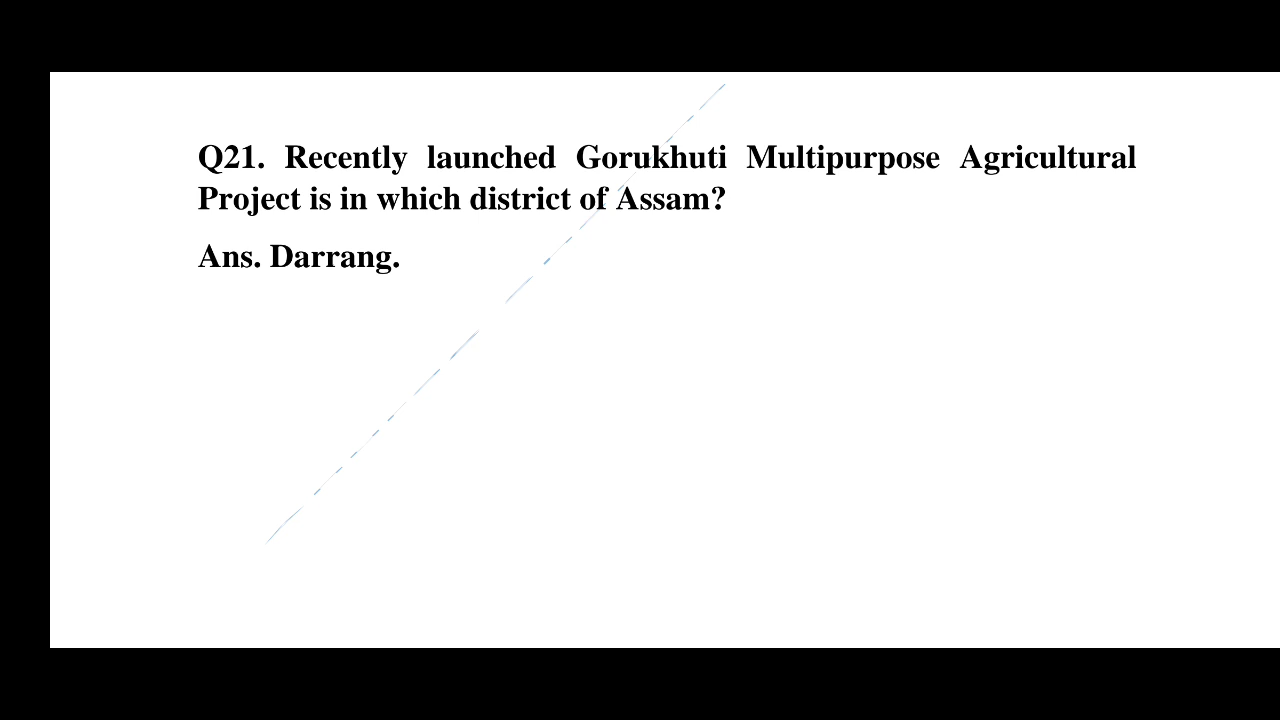 Q21. Recently launched Gorukhuti Multipurpose Agricultural
Project is in which district of Assam?
Ans. Darrang.